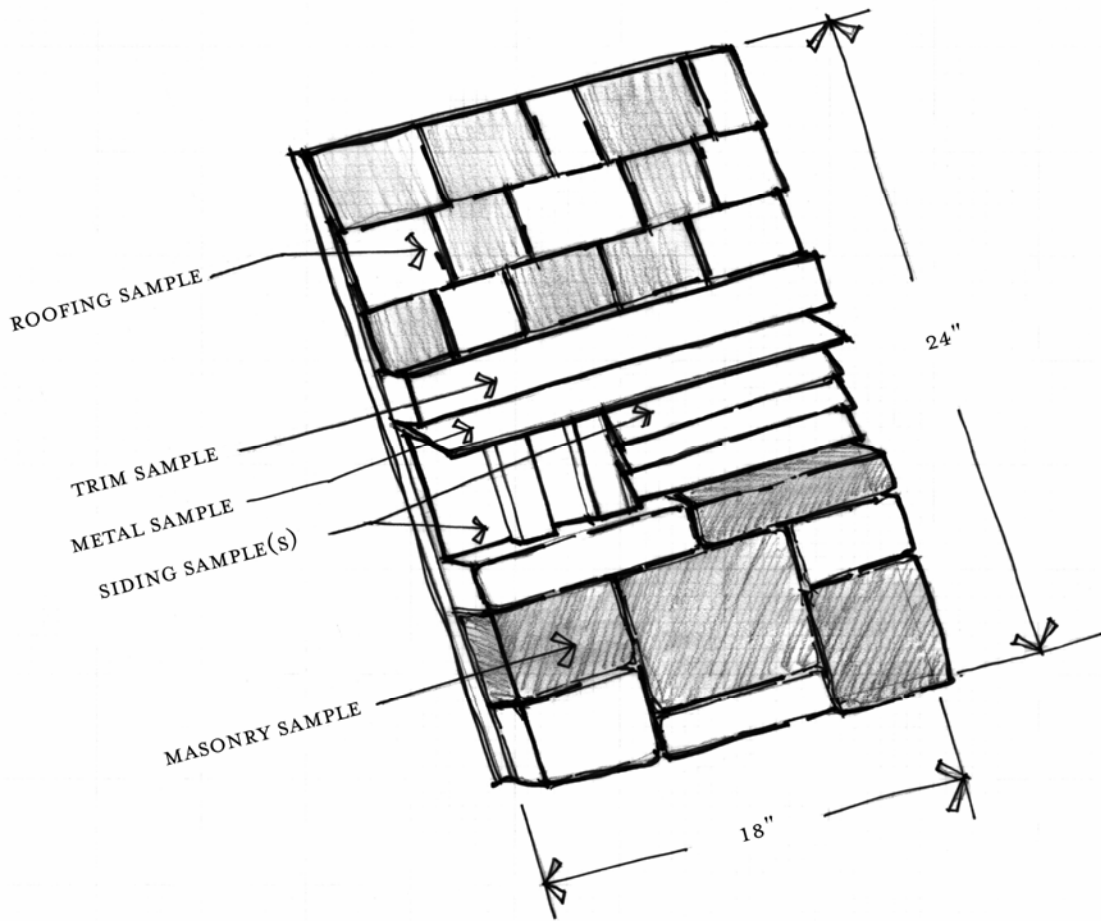 ROOFING SAMPLE
24"
TRIM SAMPLE
METAL SAMPLE
SIDING SAMPLE(S)
MASONRY SAMPLE
18"